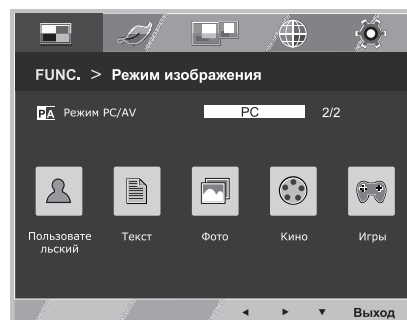 FUNC. > Режим изображения
PA Режим PC/AV PC 2/2
Пользовате
льский
Текст
Фото
Кино
Игры
Выход